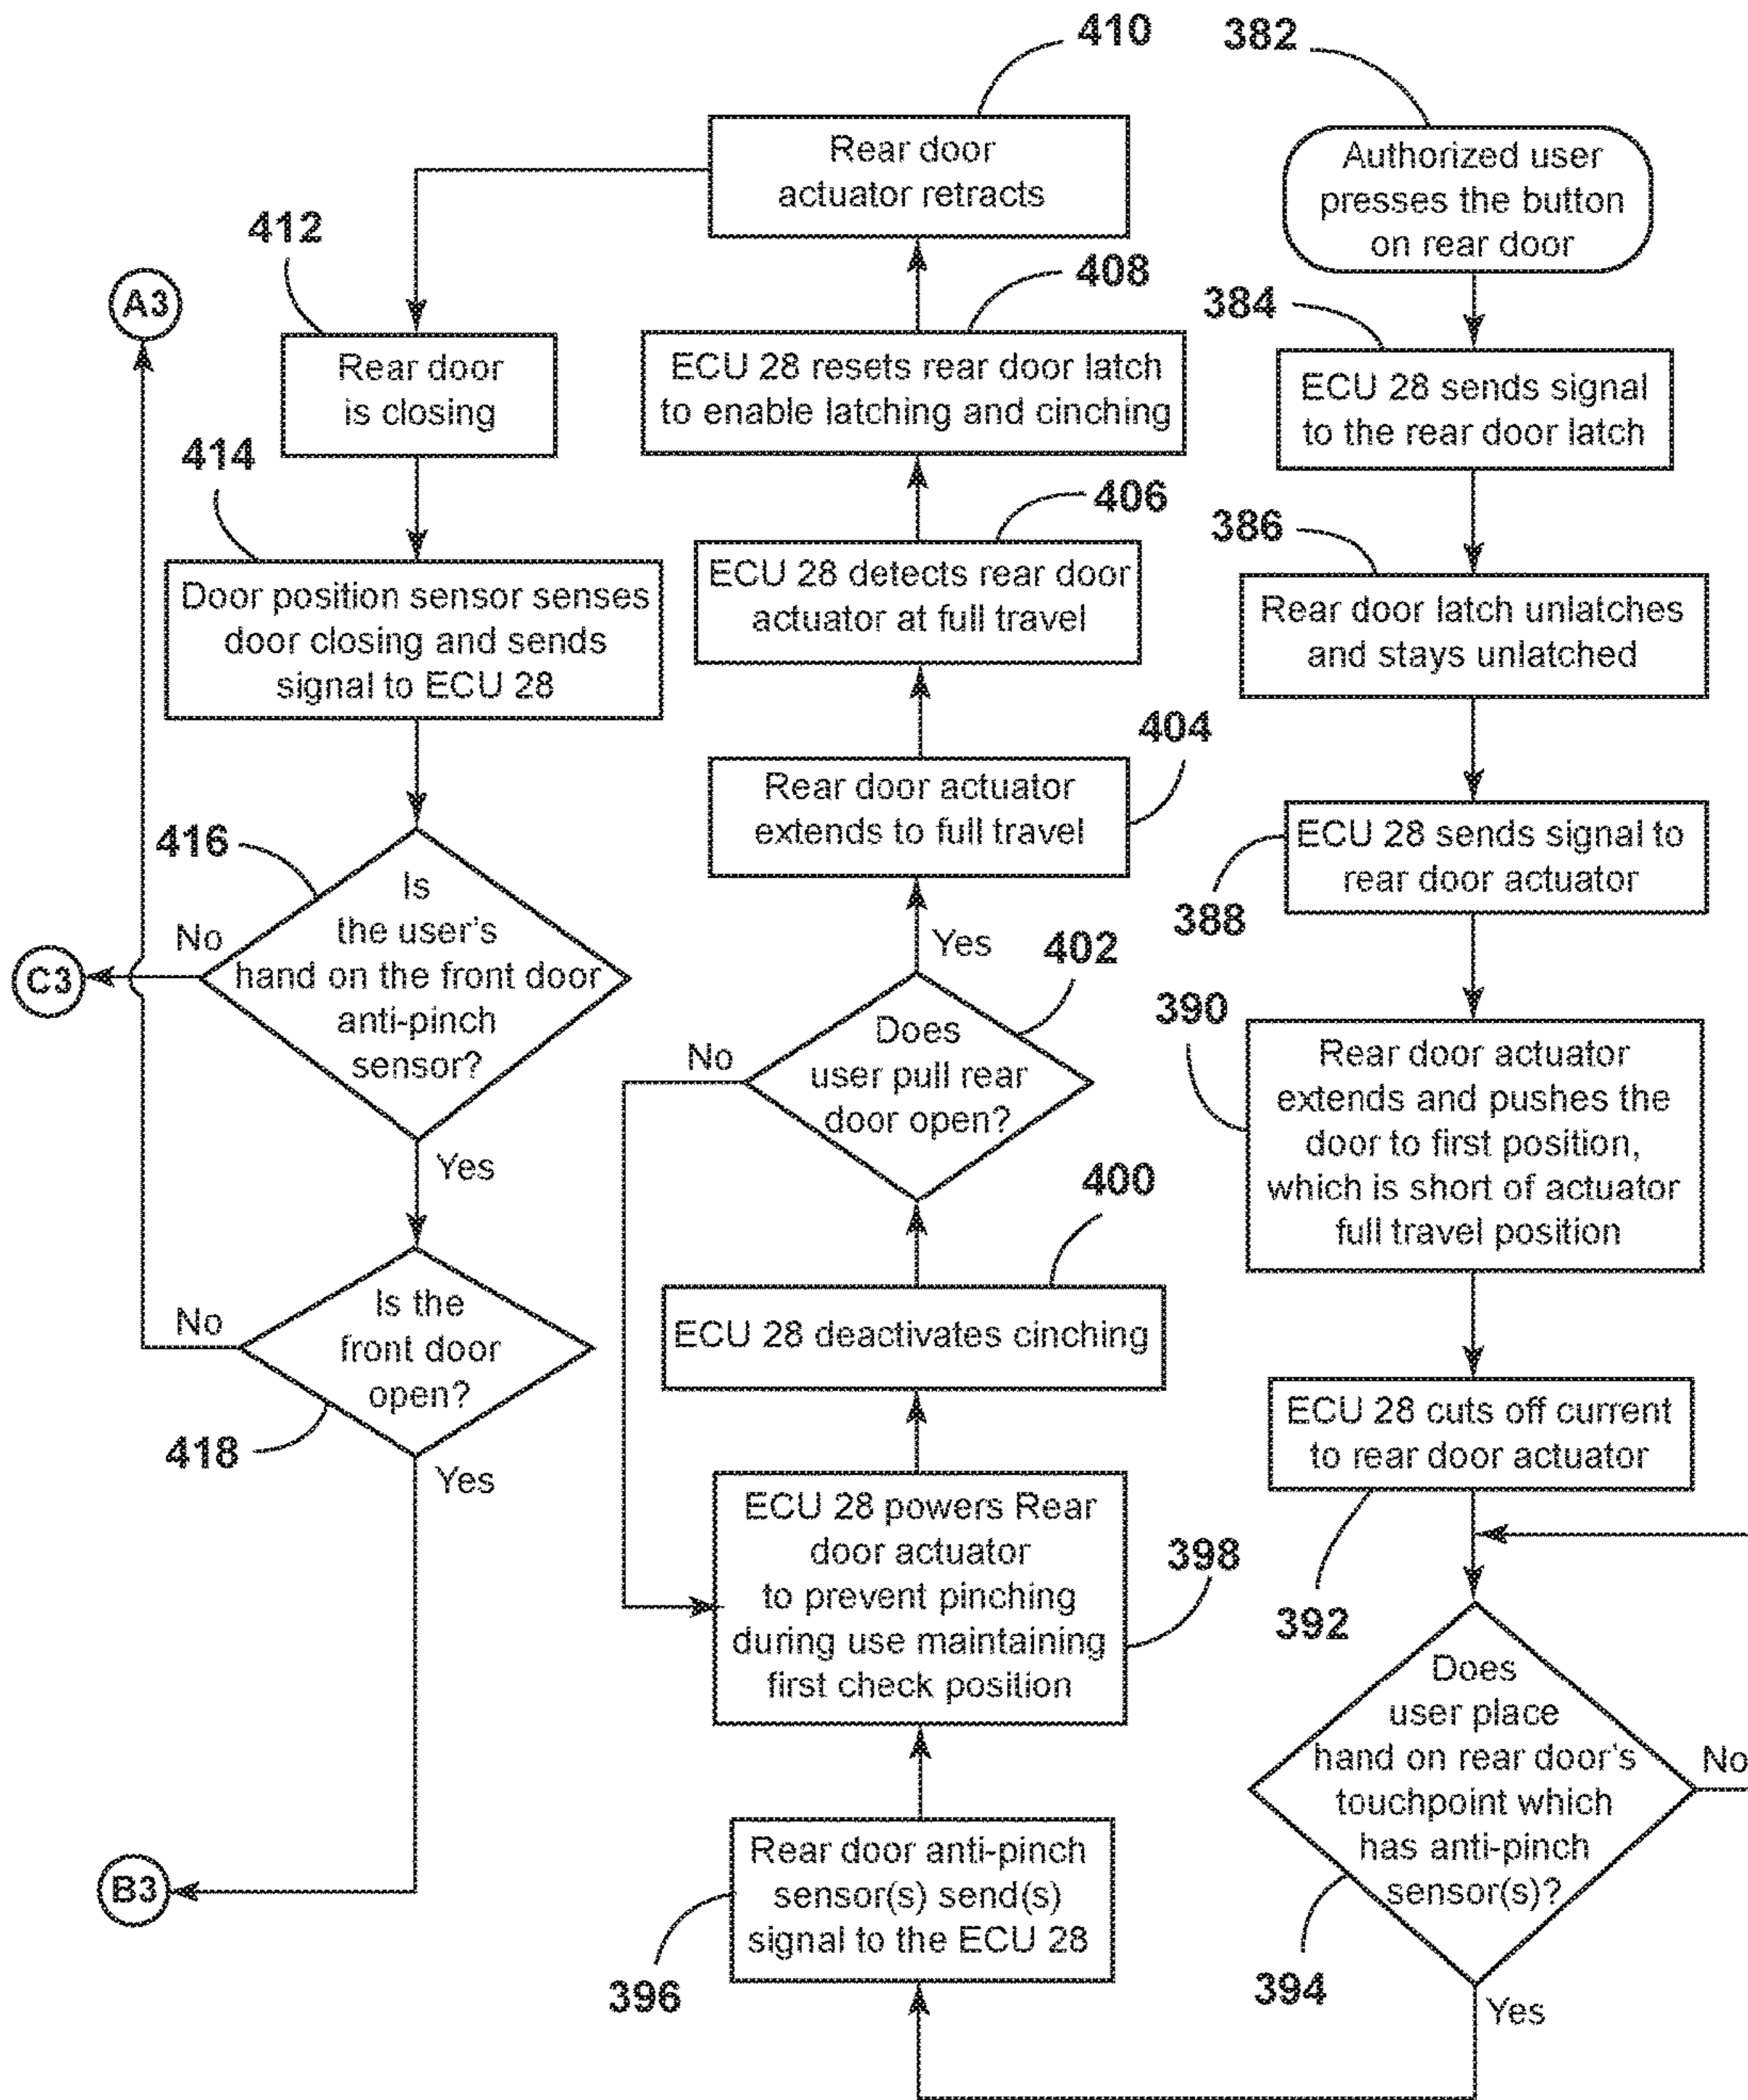 382
Authorized user
presses the button
on rear door
384
ECU 28 sends signal
to the rear door latch
386
Rear door latch unlatches
and stays unlatched
388
ECU 28 sends signal to
rear door actuator
390
Rear door actuator
extends and pushes the
door to first position,
which is short of actuator
full travel position
392
ECU 28 cuts off current
to rear door actuator
394
Does
user place
hand on rear door's
touchpoint which
has anti-pinch
sensor(s)?
No
Yes
396
Rear door anti-pinch
sensor(s) send(s)
signal to the ECU 28
398
ECU 28 powers Rear
door actuator
to prevent pinching
during use maintaining
first check position
400
ECU 28 deactivates cinching
402
Does
user pull rear
door open?
No
Yes
404
Rear door actuator
extends to full travel
406
ECU 28 detects rear door
actuator at full travel
408
ECU 28 resets rear door latch
to enable latching and cinching
410
Rear door
actuator retracts
412
Rear door
is closing
414
Door position sensor senses
door closing and sends
signal to ECU 28
416
Is
the user's
hand on the front door
anti-pinch
sensor?
No
C3
Yes
418
Is the
front door
open?
No
A3
Yes
B3